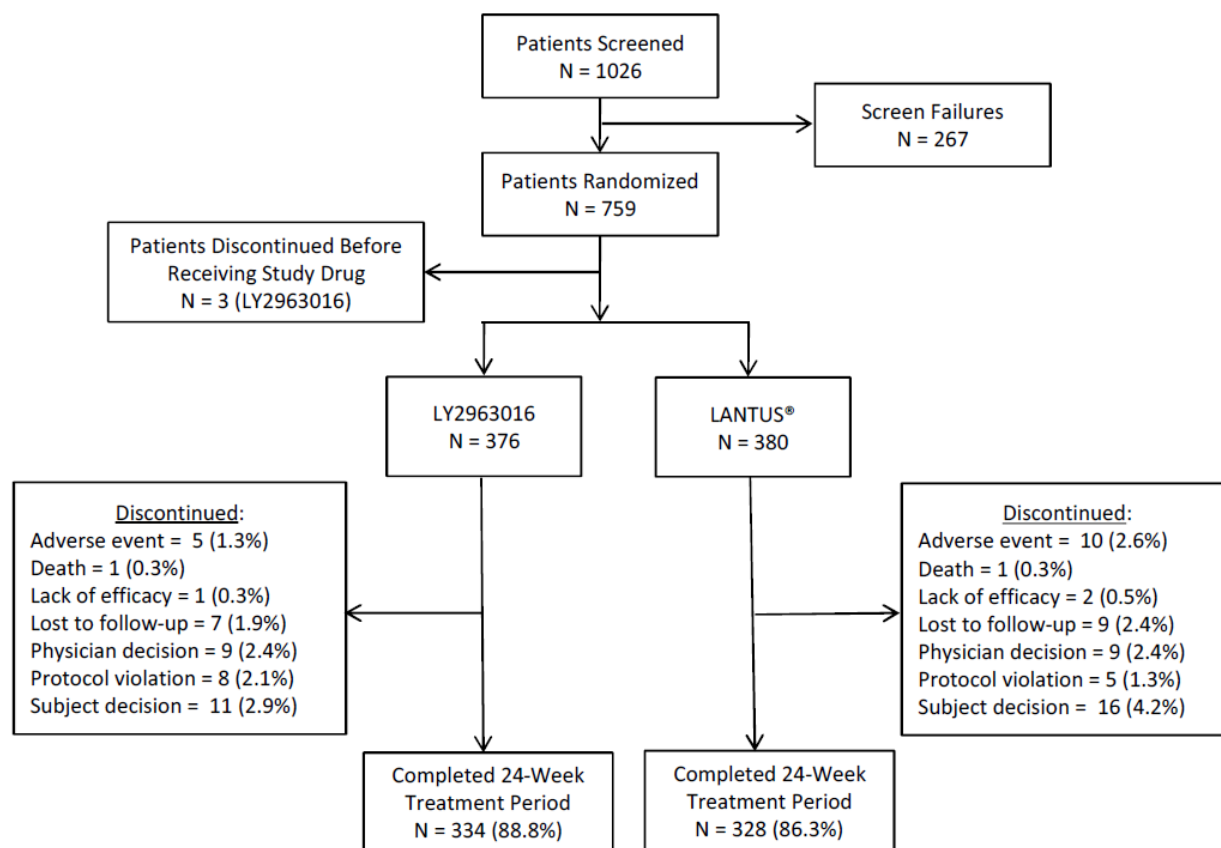 Patients Screened
N = 1026
Screen Failures
N = 267
Patients Randomized
N = 759
Patients Discontinued Before
Receiving Study Drug
N = 3 (LY2963016)
LY2963016
N = 376
LANTUS®
N = 380
Discontinued:
Adverse event = 5 (1.3%)
Death = 1 (0.3%)
Lack of efficacy = 1 (0.3%)
Lost to follow-up = 7 (1.9%)
Physician decision = 9 (2.4%)
Protocol violation = 8 (2.1%)
Subject decision = 11 (2.9%)
Discontinued:
Adverse event = 10 (2.6%)
Death = 1 (0.3%)
Lack of efficacy = 2 (0.5%)
Lost to follow-up = 9 (2.4%)
Physician decision = 9 (2.4%)
Protocol violation = 5 (1.3%)
Subject decision = 16 (4.2%)
Completed 24-Week
Treatment Period
N = 334 (88.8%)
Completed 24-Week
Treatment Period
N = 328 (86.3%)